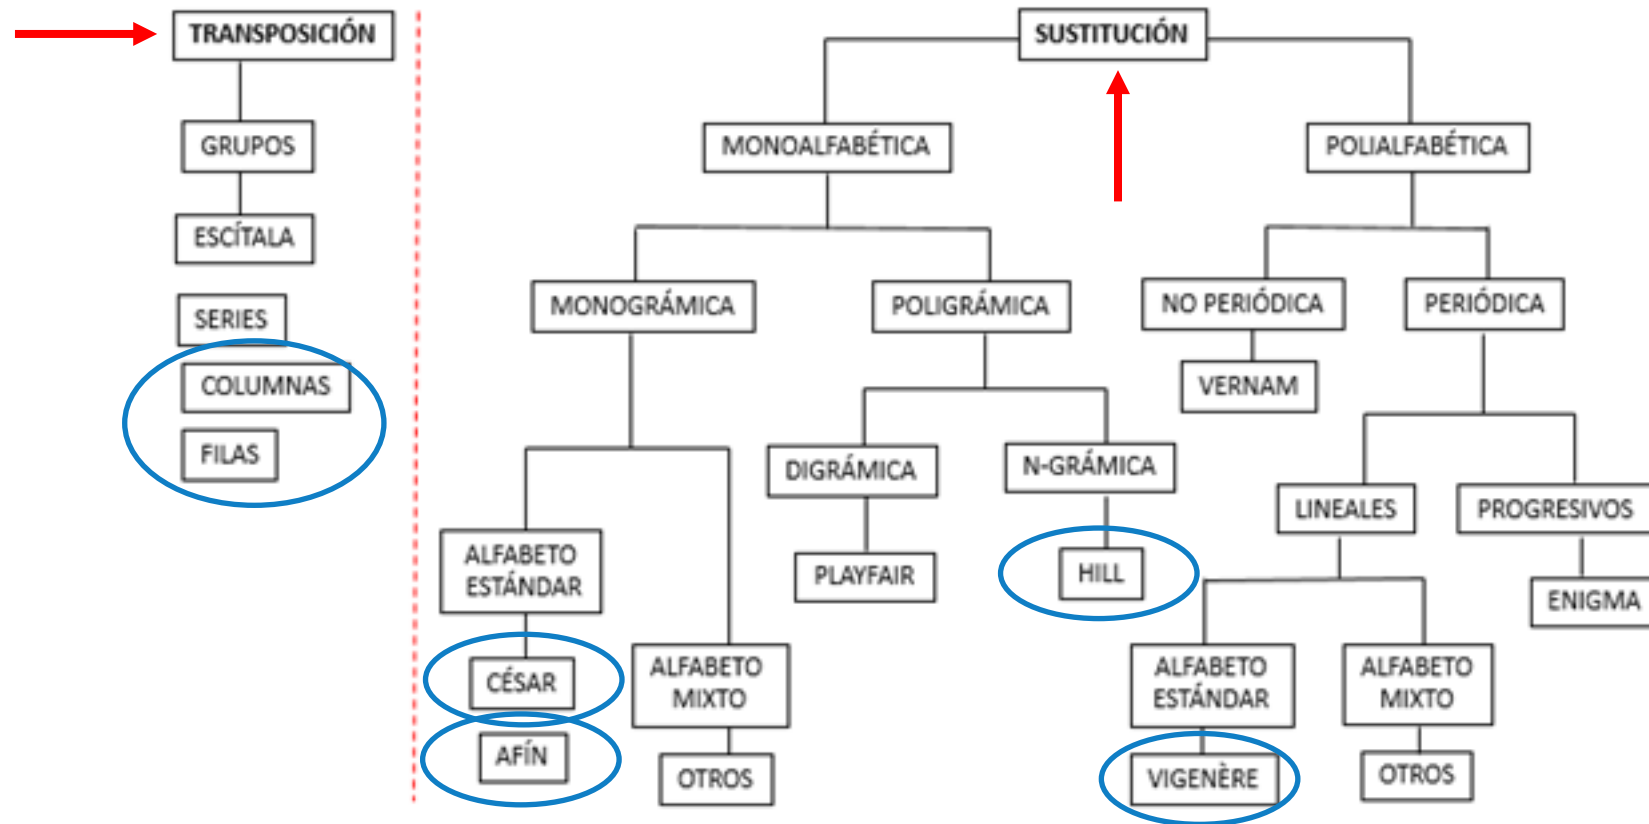 TRANSPOSICIÓN
GRUPOS
ESCÍTALA
SERIES
COLUMNAS
FILAS
SUSTITUCIÓN
MONOALFABÉTICA
POLIALFABÉTICA
MONOGRÁMICA
POLIGRÁMICA
NO PERIÓDICA
PERIÓDICA
VERNAM
DIGRÁMICA
N-GRÁMICA
LINEALES
PROGRESIVOS
ALFABETO
ESTÁNDAR
PLAYFAIR
HILL
ENIGMA
CÉSAR
ALFABETO
MIXTO
ALFABETO
ESTÁNDAR
ALFABETO
MIXTO
AFÍN
OTROS
VIGENÈRE
OTROS